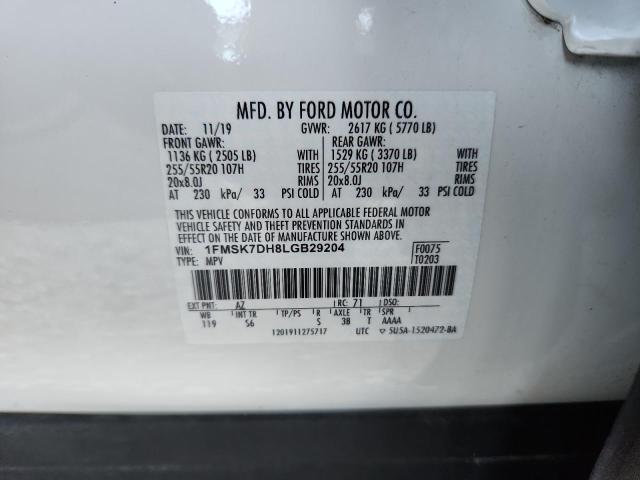 MFD. BY FORD MOTOR CO.
DATE: 11/19 GVWR: 2617 KG ( 5770 LB)
FRONT GAWR: REAR GAWR:
1136 KG ( 2505 LB) WITH 1529 KG ( 3370 LB) WITH
255/55R20 107H TIRES 255/55R20 107H TIRES
20x8.0J RIMS 20x8.0J RIMS
AT 230 kPa/ 33 PSI COLD AT 230 kPa/ 33 PSI COLD
THIS VEHICLE CONFORMS TO ALL APPLICABLE FEDERAL MOTOR
VEHICLE SAFETY AND THEFT PREVENTION STANDARDS IN
EFFECT ON THE DATE OF MANUFACTURE SHOWN ABOVE.
VIN: 1FMSK7DH8LGB29204 F0075
TYPE: MPV T0203
EXT PNT: AZ RC: 71 DSO:
WB INT TR TP/PS R AXLE TR SPR
119 S6 S 3B T AAAA
1201911275717 UTC 5U5A-1520472-BA